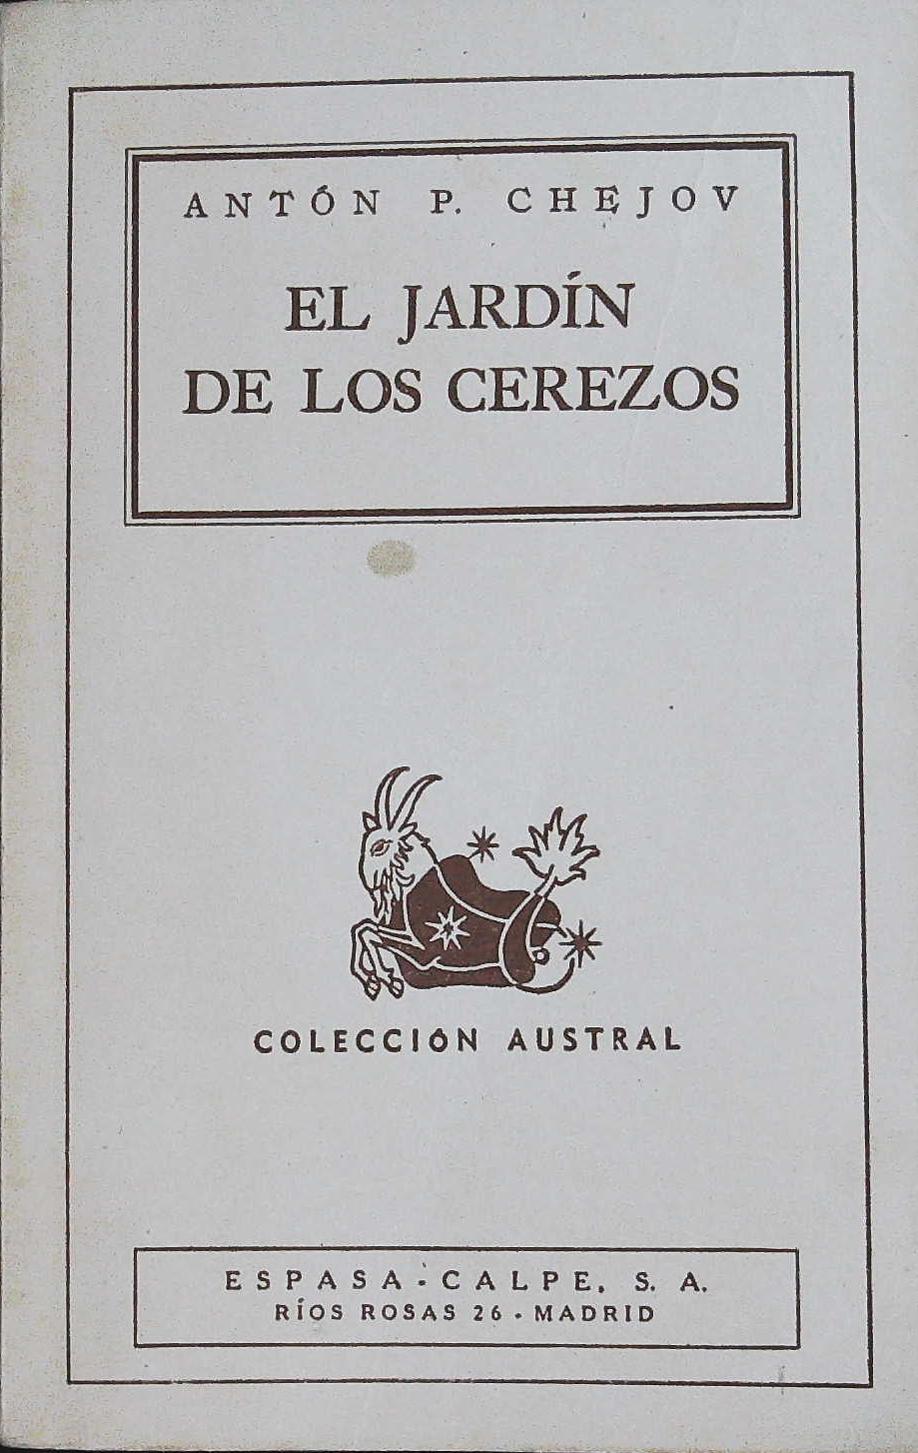 ANTÓN P. CHEJOV
EL JARDÍN
DE LOS CEREZOS
COLECCIÓN AUSTRAL
ESPASA-CALPE, S. A.
RÍOS ROSAS 26 - MADRID